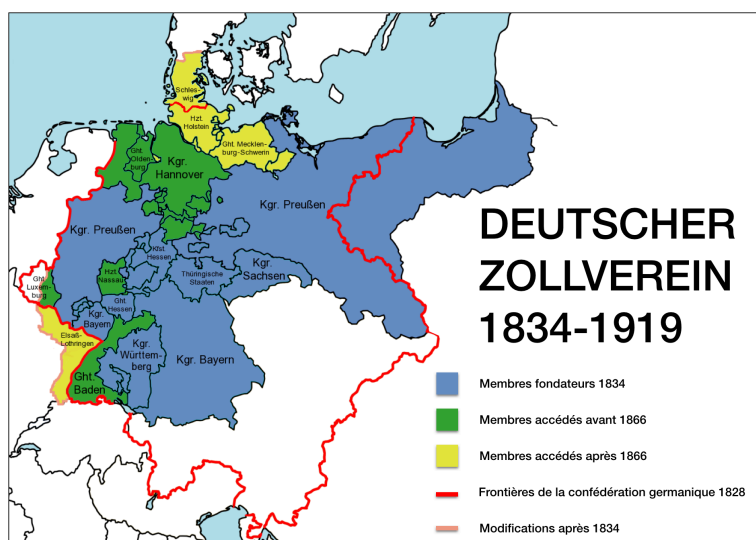 Schles-
wig
Hzt.
Holstein
Ght. Mecklen-
burg-Schwerin
Ght.
Olden-
burg
Kgr.
Hannover
Kgr. Preußen
Kgr. Preußen
Kfst.
Hessen
Hzt.
Nassau
Thüringische
Staaten
Kgr.
Sachsen
Ght.
Luxem-
burg
Ght.
Hessen
Kgr.
Bayern
Elsaß-
Lothringen
Kgr.
Württem-
berg
Kgr. Bayern
Ght.
Baden
DEUTSCHER
ZOLLVEREIN
1834-1919
Membres fondateurs 1834
Membres accédés avant 1866
Membres accédés après 1866
Frontières de la confédération germanique 1828
Modifications après 1834